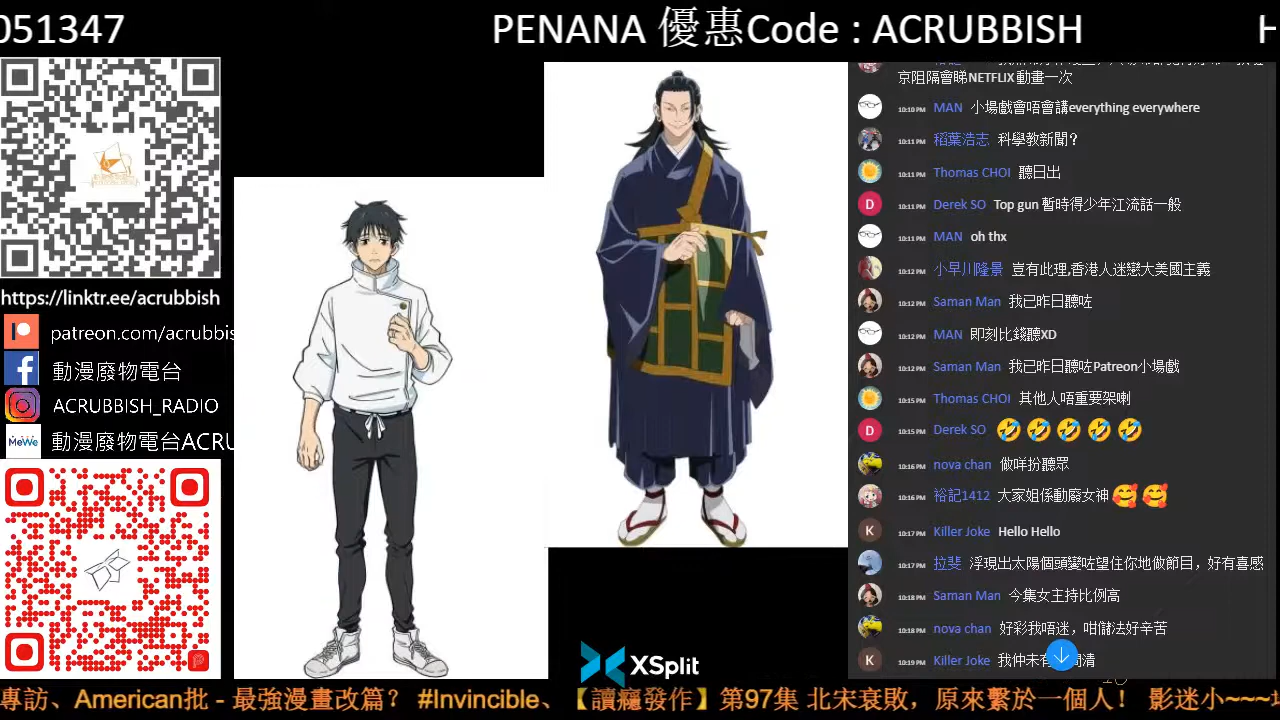 051347
PENANA 優惠Code : ACRUBBISH
https://linktr.ee/acrubbish
patreon.com/acrubbis
動漫廢物電台
ACRUBBISH_RADIO
MeWe
動漫廢物電台ACRU
京阻隔會睇NETFLIX動畫一次
10:10 PM MAN 小場戲會唔會講everything everywhere
10:11 PM 稻葉浩志 科學教新聞?
10:11 PM Thomas CHOI 聽日出
D 10:11 PM Derek SO Top gun 暫時得少年江流話一般
10:11 PM MAN oh thx
10:12 PM 小早川隆景 豈有此理,香港人迷戀大美國主義
10:12 PM Saman Man 我已昨日聽咗
10:12 PM MAN 即刻比錢聽XD
10:12 PM Saman Man 我已昨日聽咗Patreon小場戲
10:15 PM Thomas CHOI 其他人唔重要架喇
D 10:15 PM Derek SO 🤣🤣🤣🤣🤣
10:16 PM nova chan 做咩扮聽眾
10:16 PM 裕記1412 大家姐係動廢女神🥰🥰
K 10:17 PM Killer Joke Hello Hello
10:17 PM 拉斐 浮現出太陽眼眼彎咗望住你地做節目，好有喜感
10:18 PM Saman Man 今集女主持比例高
10:18 PM nova chan 好彩我唔迷，咁儲法好辛苦
K 10:19 PM Killer Joke 我仲未
XSplit
專訪、American批 - 最強漫畫改篇？ #Invincible、【讀癮發作】第97集 北宋衰敗，原來繫於一個人！ 影迷小~~~